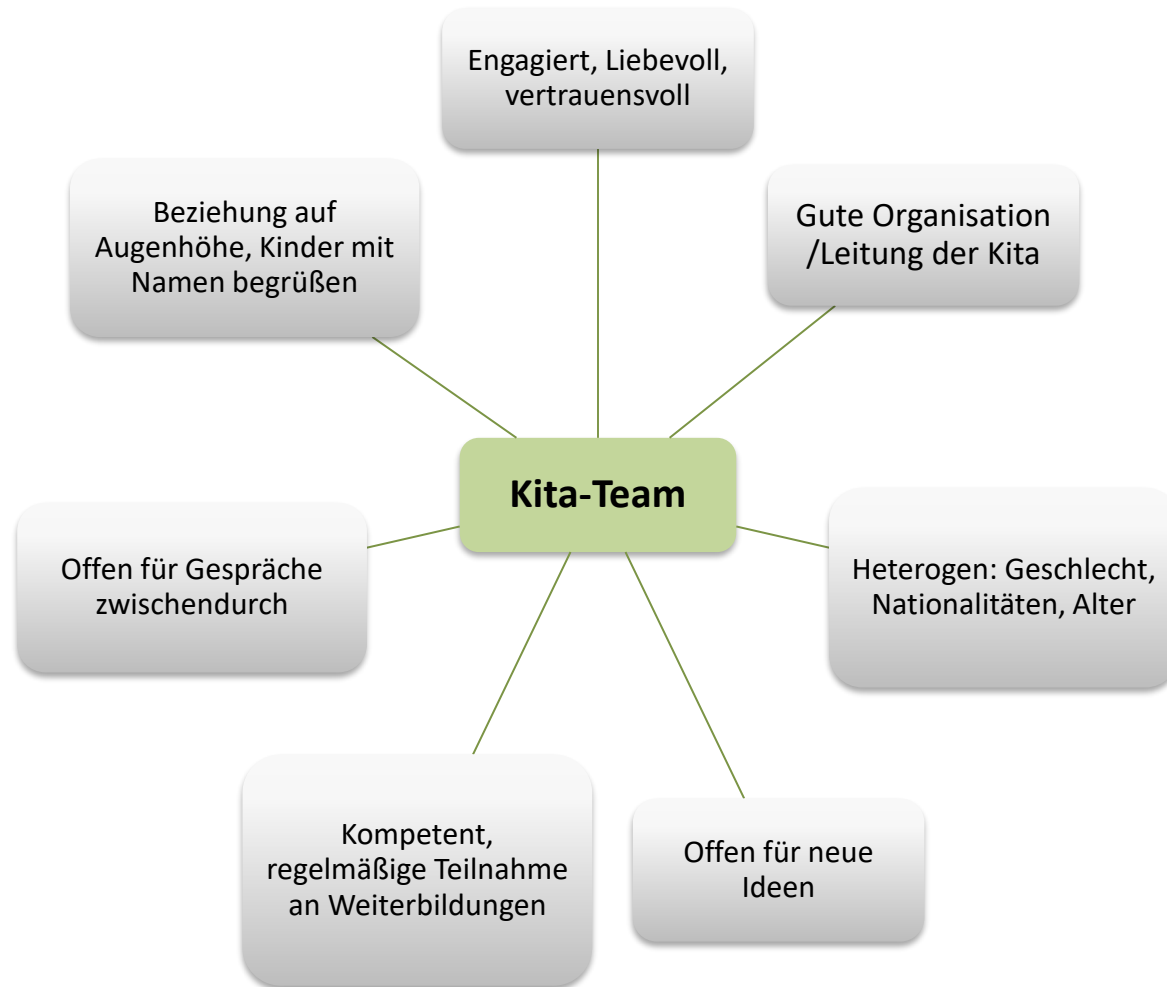 Engagiert, Liebevoll,
vertrauensvoll
Beziehung auf
Augenhöhe, Kinder mit
Namen begrüßen
Gute Organisation
/Leitung der Kita
Kita-Team
Offen für Gespräche
zwischendurch
Heterogen: Geschlecht,
Nationalitäten, Alter
Kompetent,
regelmäßige Teilnahme
an Weiterbildungen
Offen für neue
Ideen